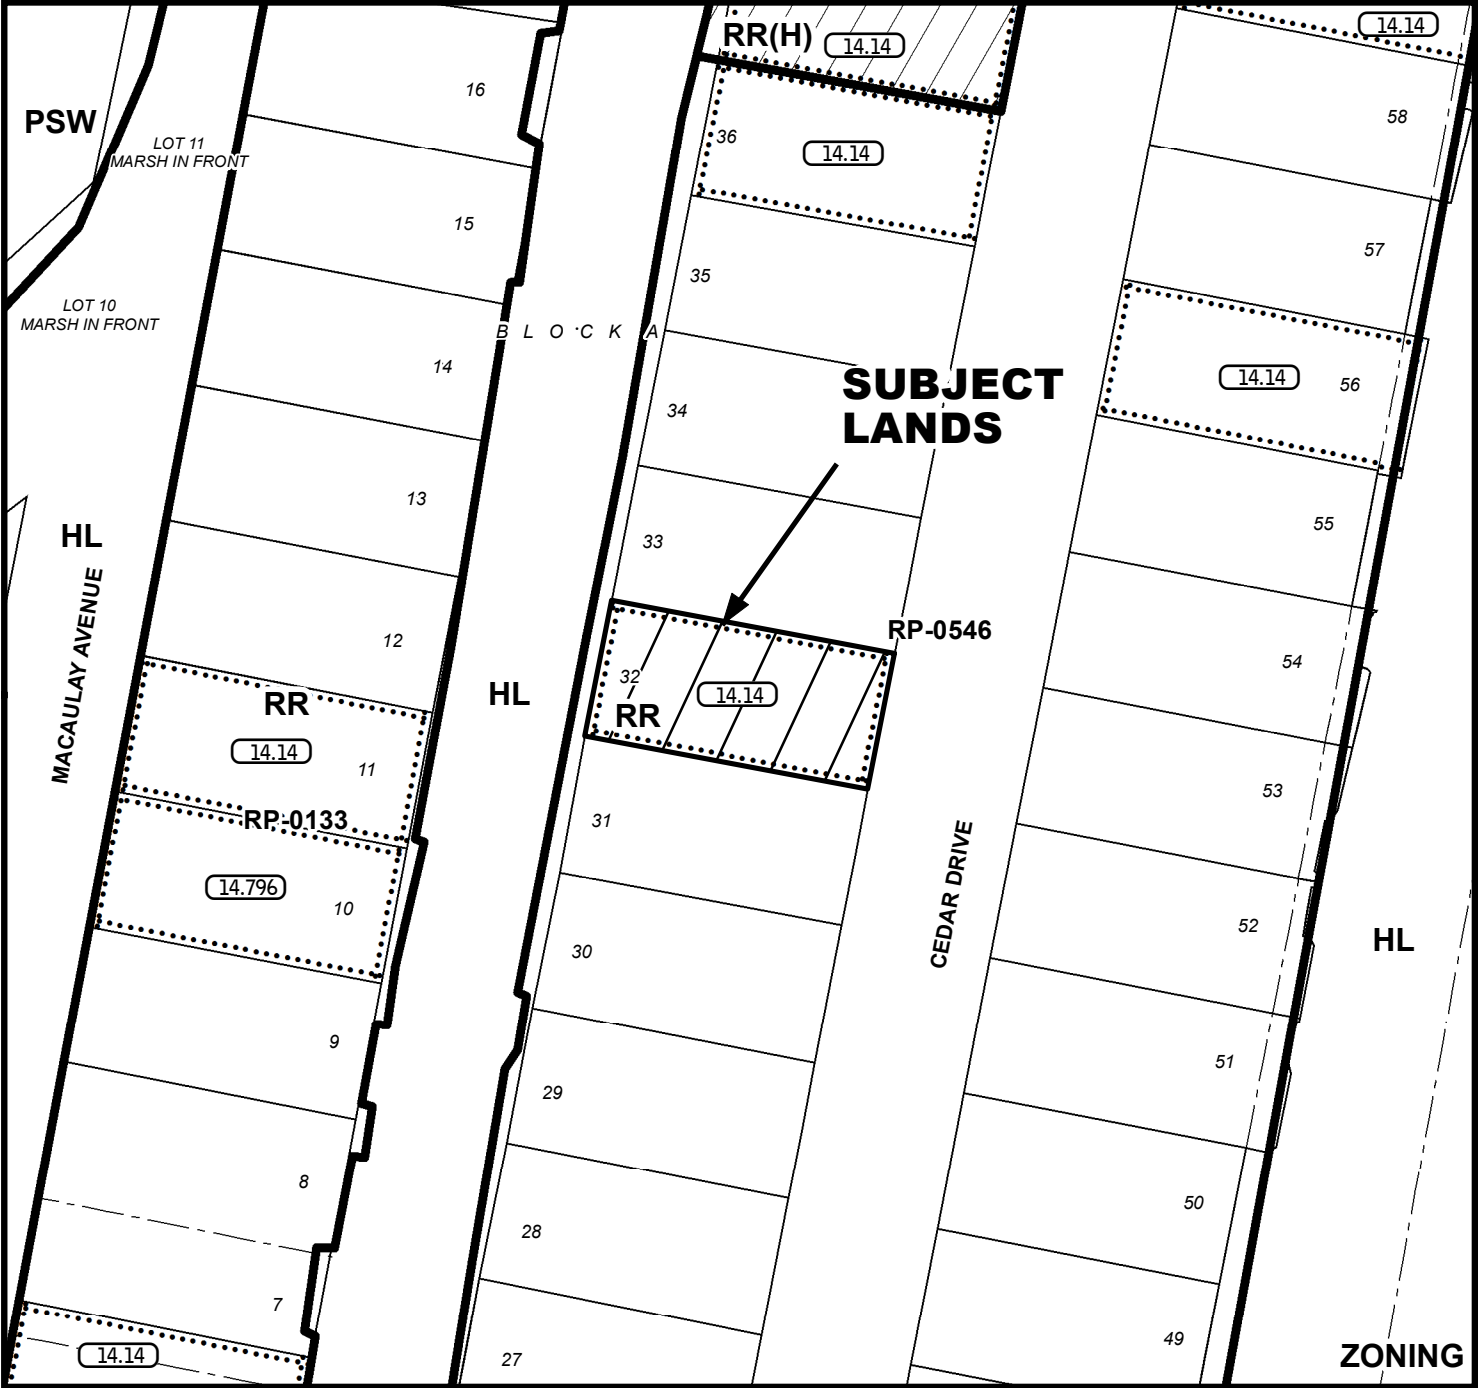 RR(H)
14.14
14.14
16
58
PSW
LOT 11
MARSH IN FRONT
36
14.14
15
57
35
LOT 10
MARSH IN FRONT
BLOCK A
14
SUBJECT
LANDS
14.14
56
34
13
55
HL
33
MACAULAY AVENUE
12
RP-0546
54
32
14.14
RR
HL
RR
14.14
11
53
RP-0133
31
CEDAR DRIVE
14.796
10
52
HL
30
9
51
29
8
50
28
7
49
14.14
27
ZONING